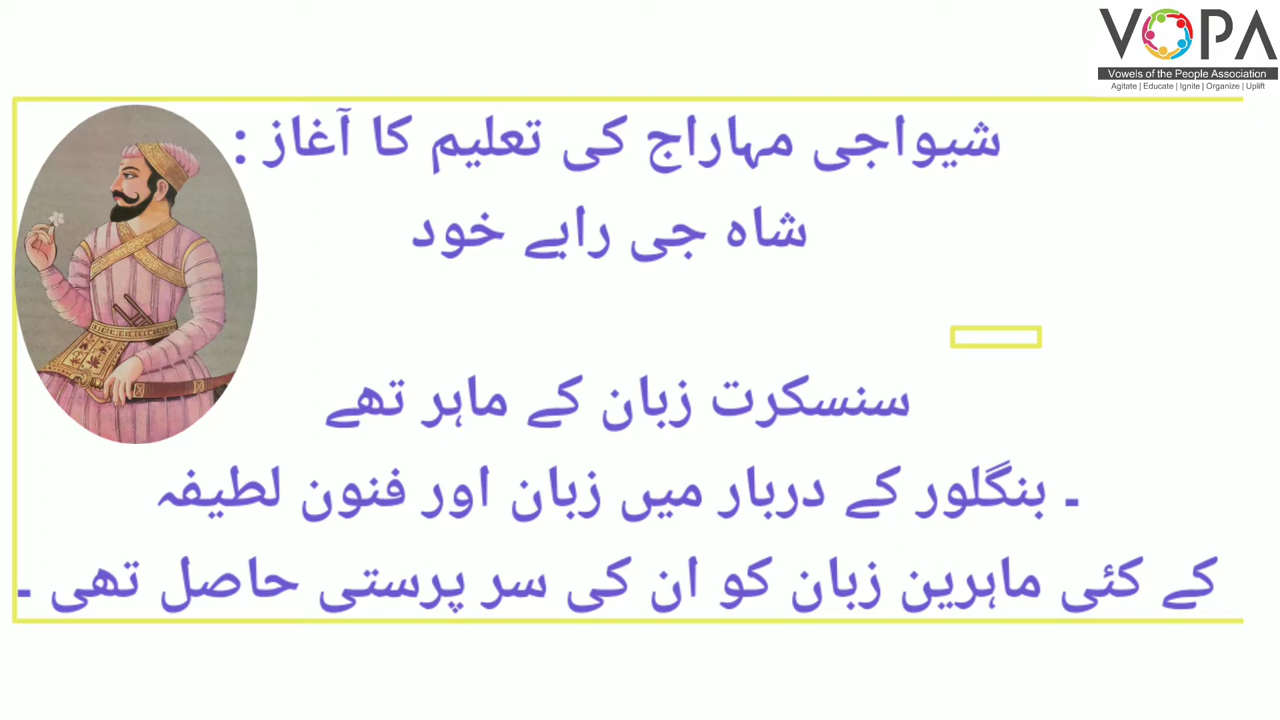 VOPA
Vowels of the People Association
Agitate | Educate | Ignite | Organize | Uplift
شیواجی مہاراج کی تعلیم کا آغاز :
شاہ جی رایے خود
سنسکرت زبان کے ماہر تھے
۔ بنگلور کے دربار میں زبان اور فنون لطیفہ
کے کئی ماہرین زبان کو ان کی سر پرستی حاصل تھی ۔